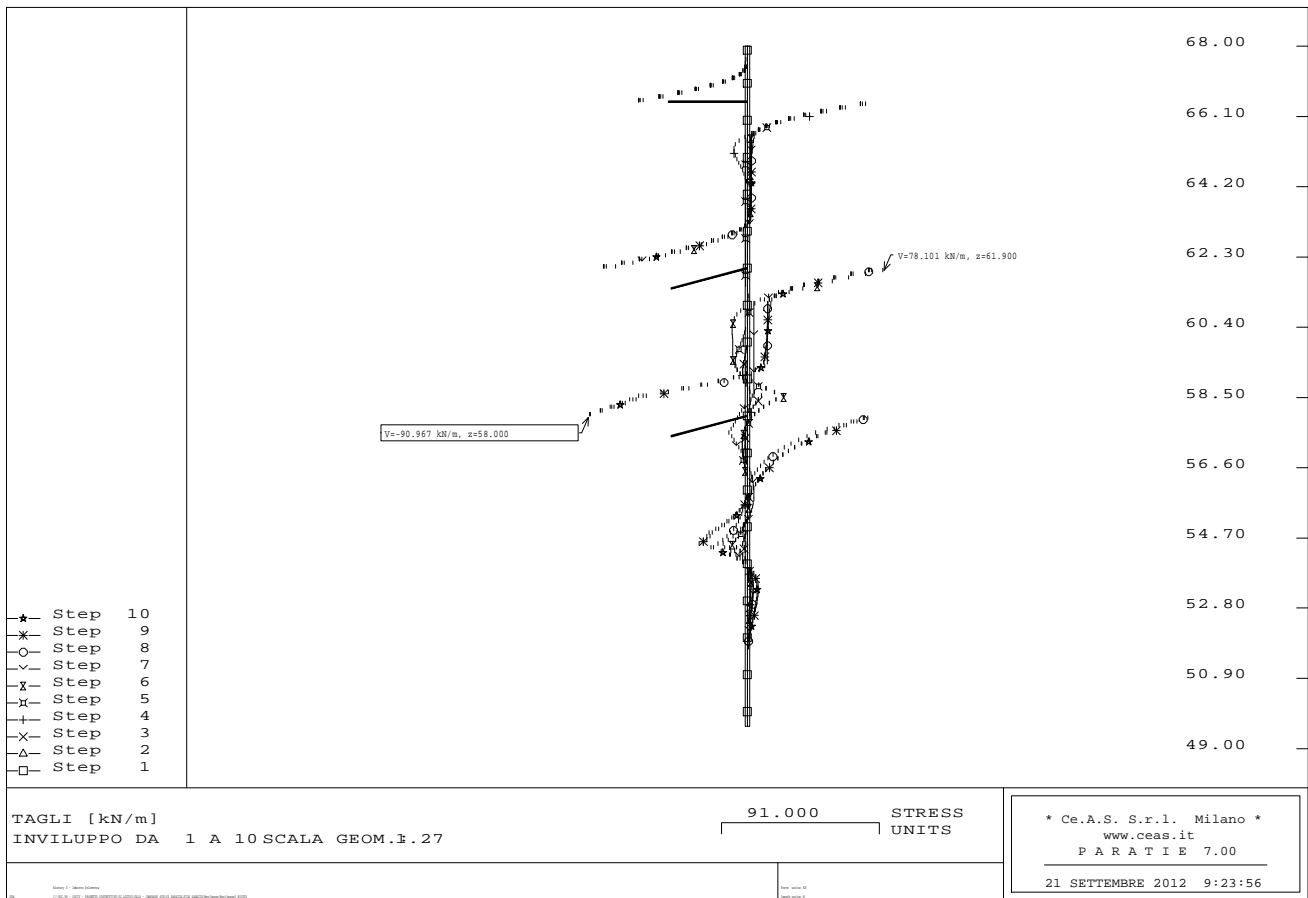 68.00
66.10
64.20
V=78.101 kN/m, z=61.900
62.30
60.40
58.50
V=-90.967 kN/m, z=58.000
56.60
54.70
52.80
50.90
49.00
Step 10
Step 9
Step 8
Step 7
Step 6
Step 5
Step 4
Step 3
Step 2
Step 1
TAGLI [kN/m]
INVILUPPO DA 1 A 10 SCALA GEOM.
.27
91.000
STRESS
UNITS
* Ce.A.S. S.r.l. Milano *
www.ceas.it
P A R A T I E 7.00
21 SETTEMBRE 2012 9:23:56